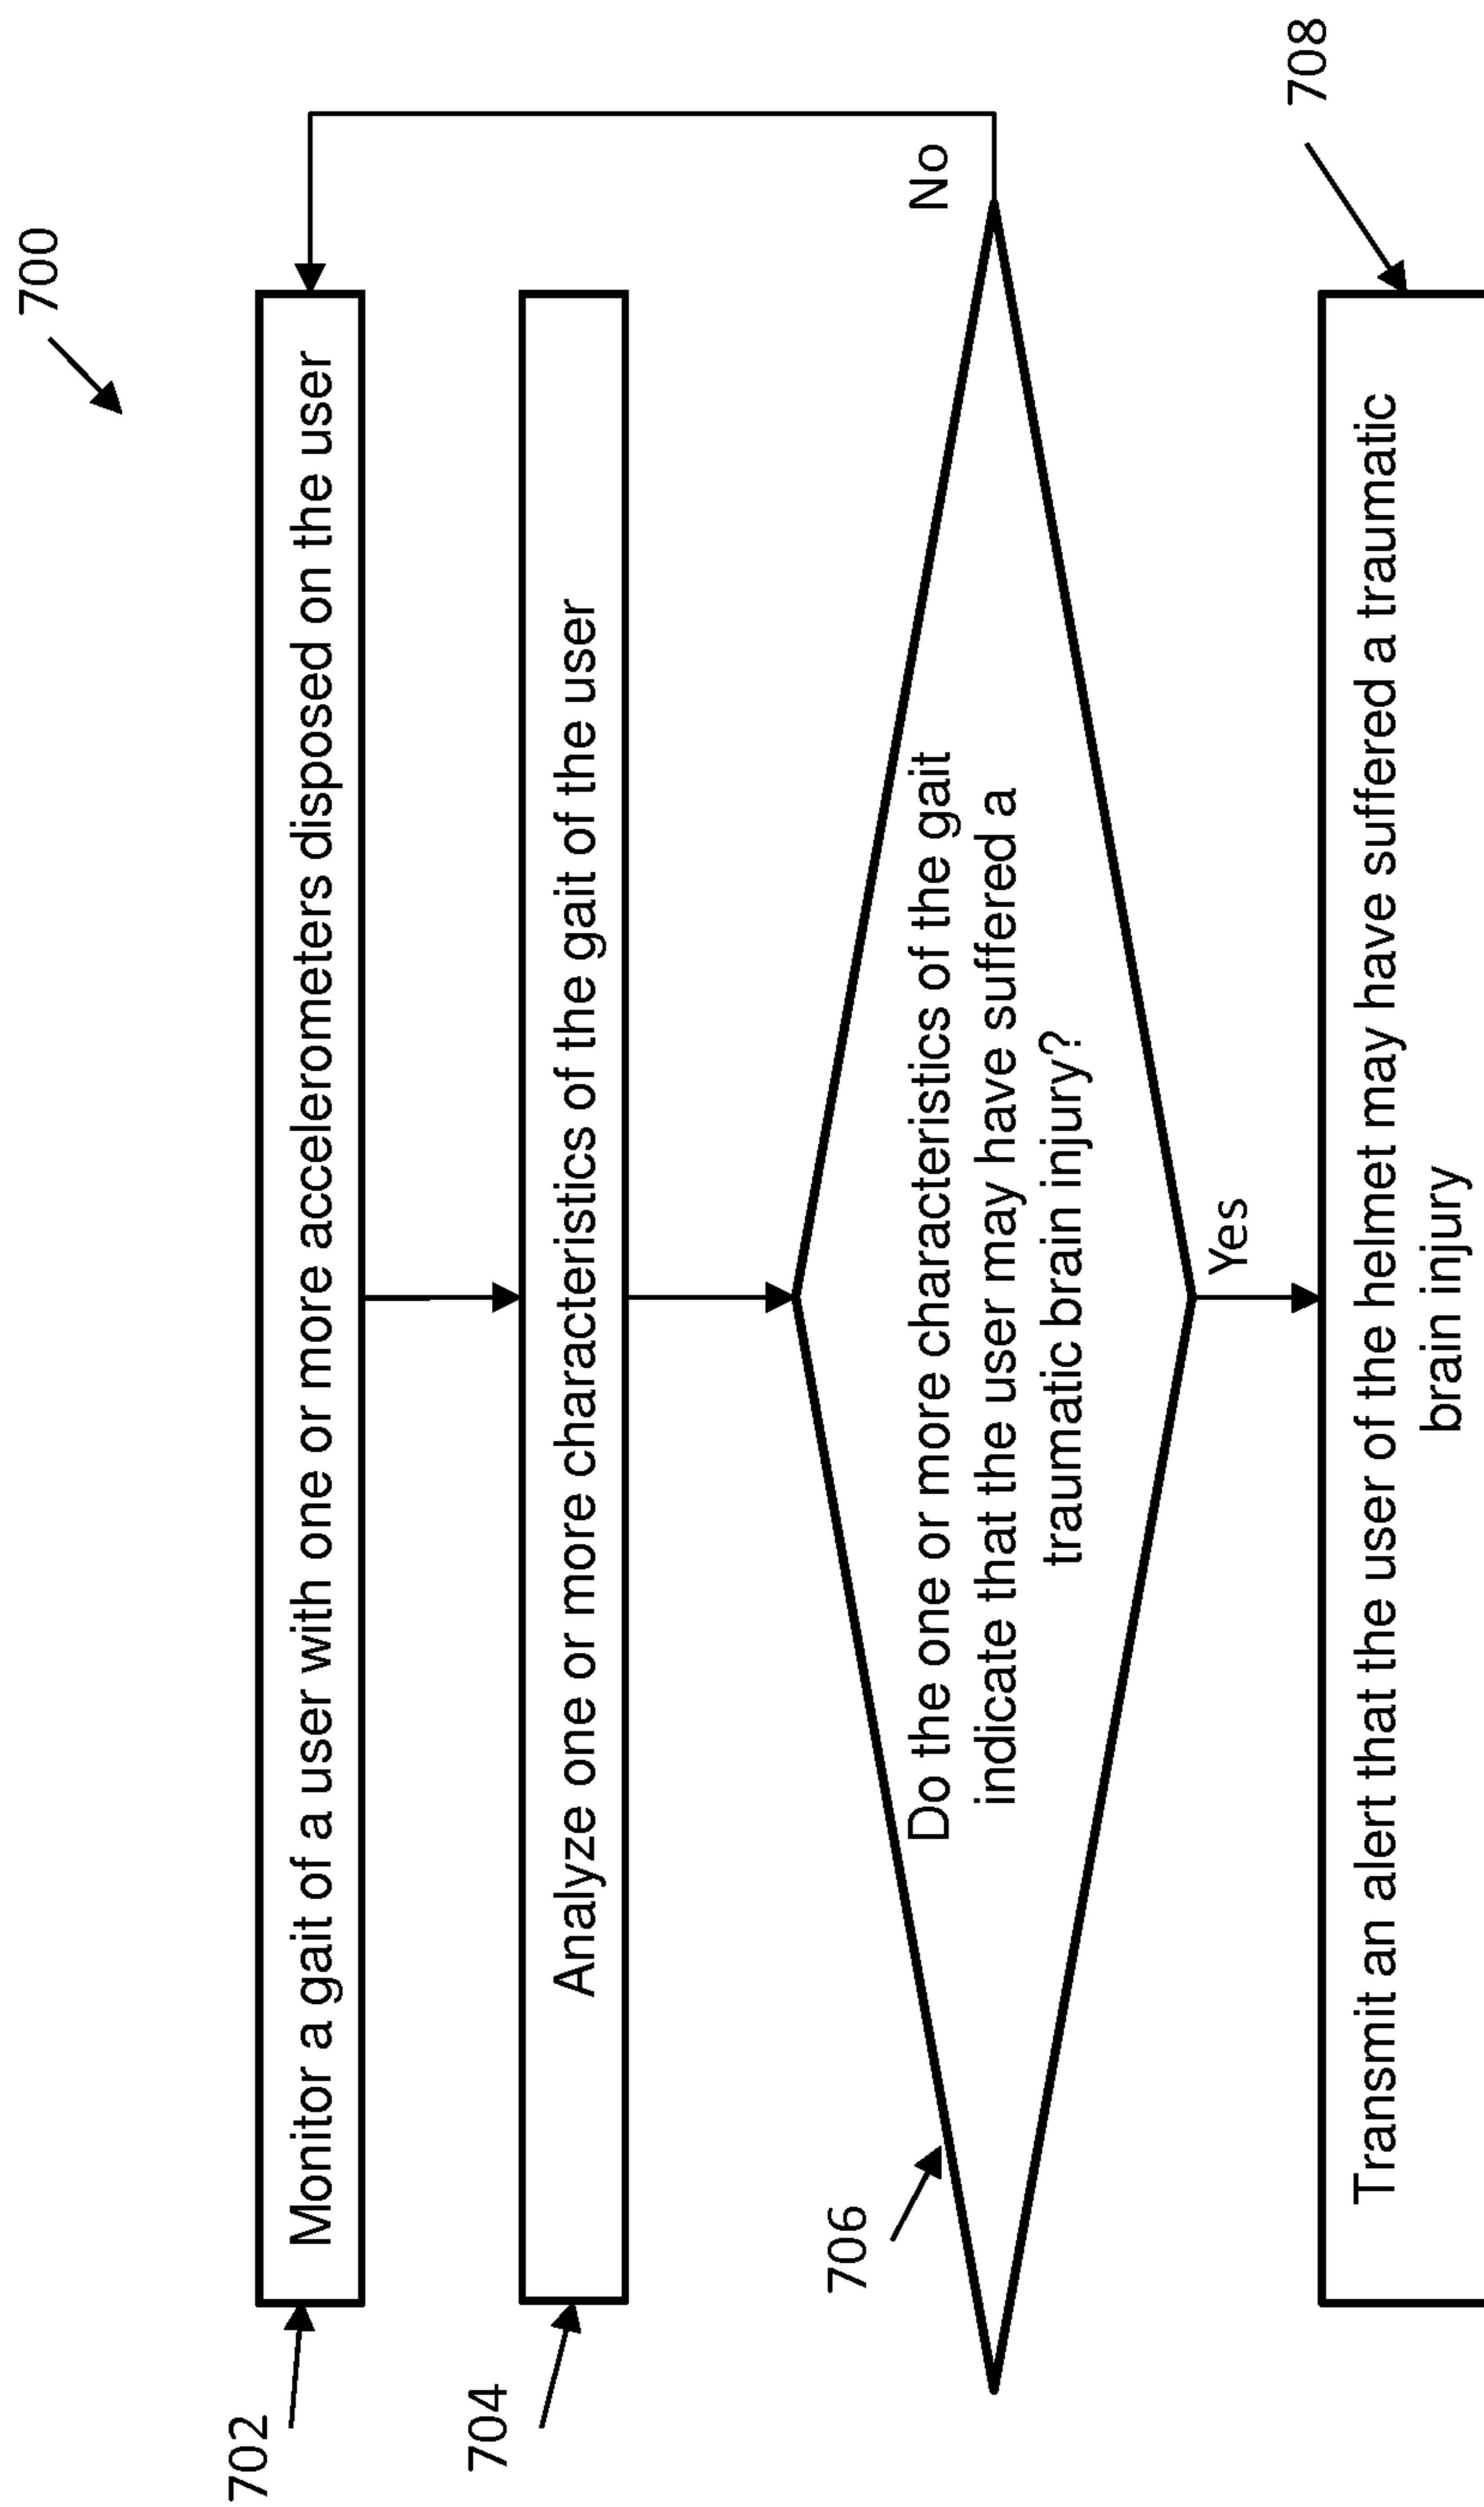 700
702
Monitor a gait of a user with one or more accelerometers disposed on the user
704
Analyze one or more characteristics of the gait of the user
706
Do the one or more characteristics of the gait
indicate that the user may have suffered a
traumatic brain injury?
No
Yes
708
Transmit an alert that the user of the helmet may have suffered a traumatic
brain injury